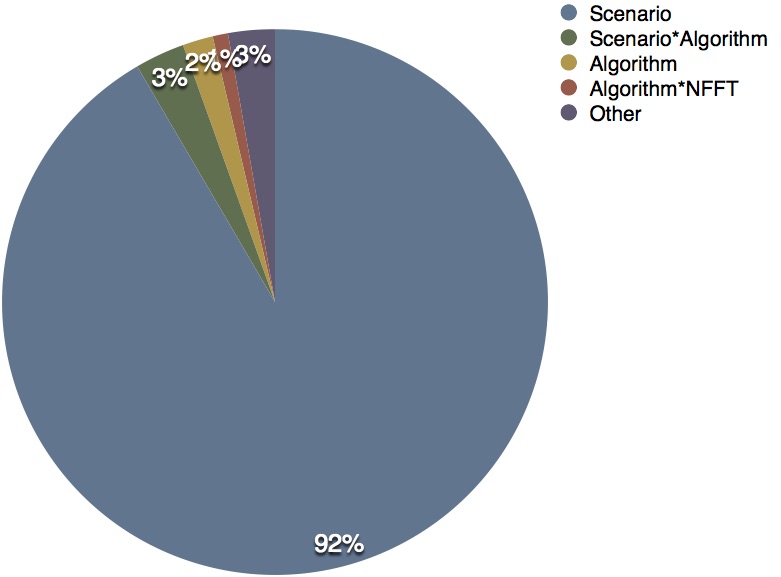 Scenario
Scenario*Algorithm
Algorithm
Algorithm*NFFT
Other
3%
2%
1%
3%
92%